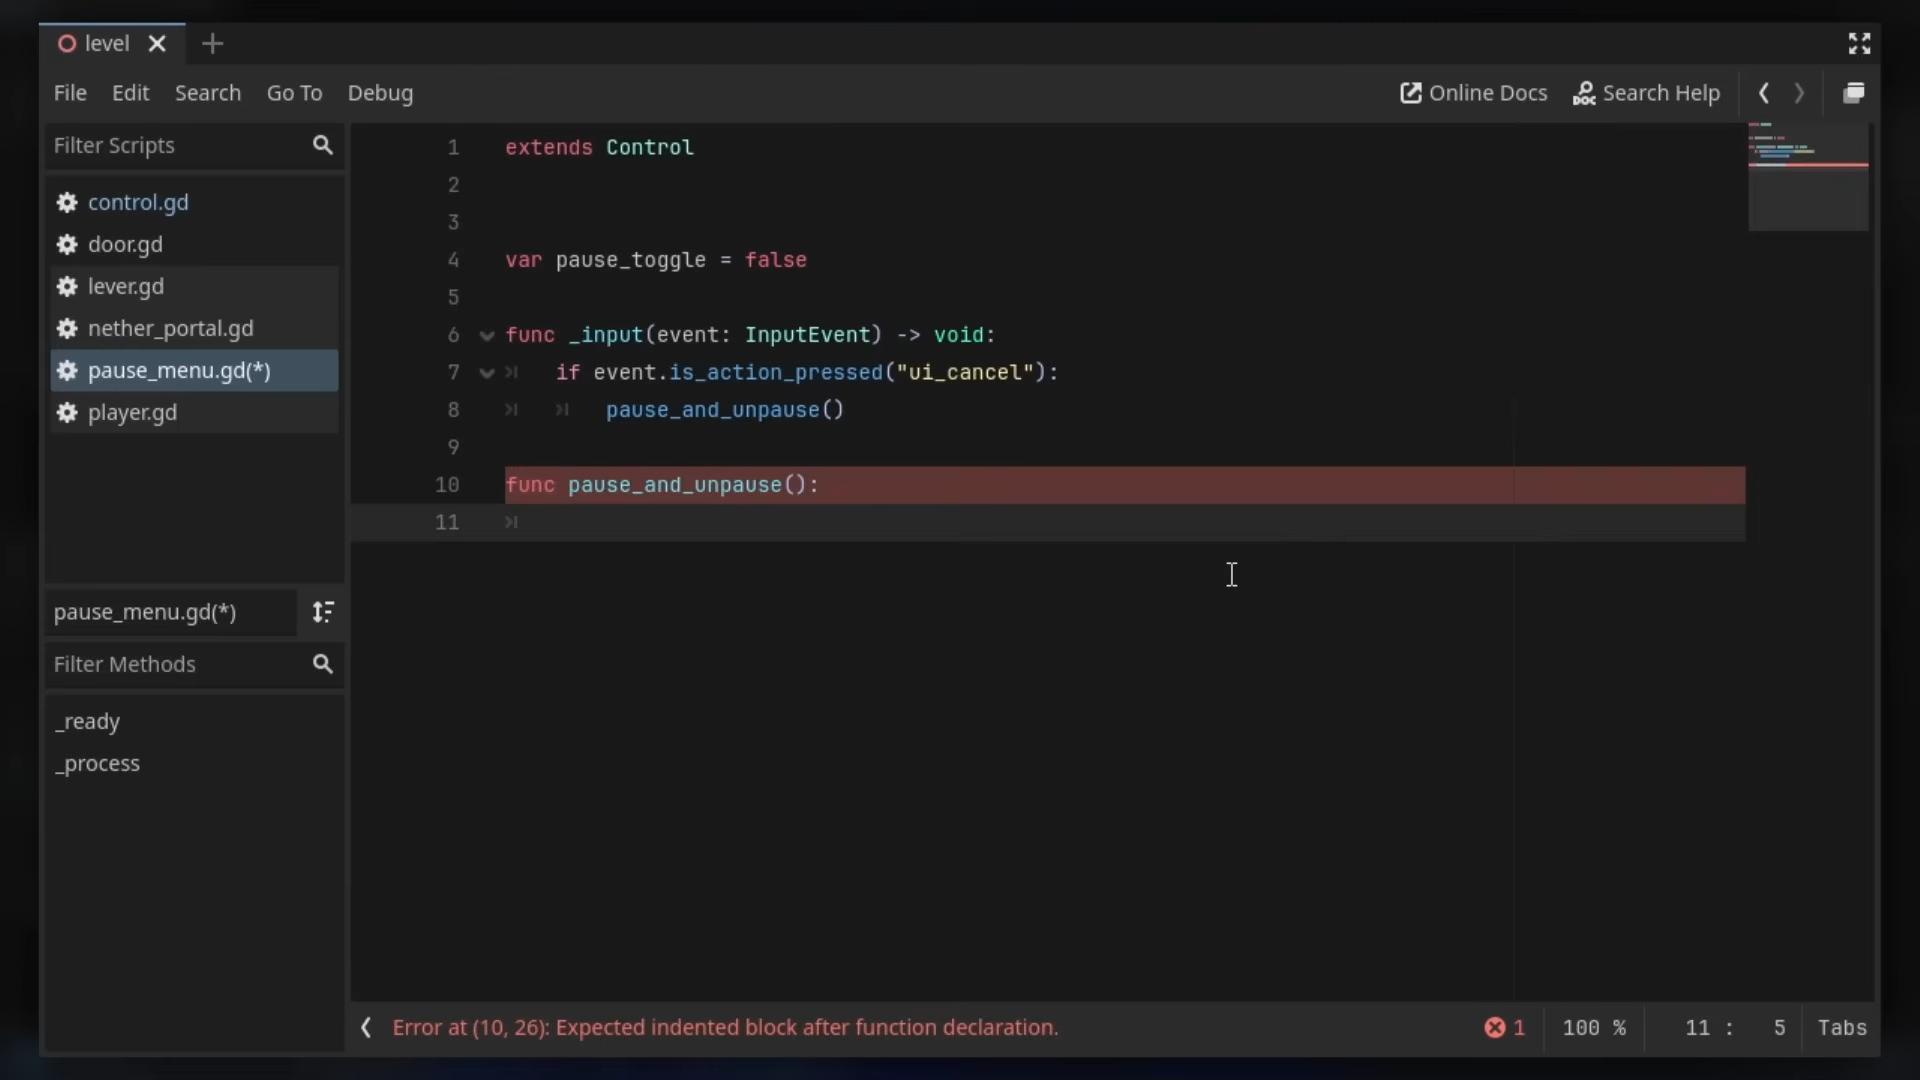 level
File Edit Search Go To Debug Online Docs Search Help
Filter Scripts
control.gd
door.gd
lever.gd
nether_portal.gd
pause_menu.gd(*)
player.gd
pause_menu.gd(*)
Filter Methods
_ready
_process
1 extends Control
2
3
4 var pause_toggle = false
5
6 func _input(event: InputEvent) -> void:
7 if event.is_action_pressed("ui_cancel"):
8 pause_and_unpause()
9
10 func pause_and_unpause():
11
Error at (10, 26): Expected indented block after function declaration. 1 100 % 11 : 5 Tabs